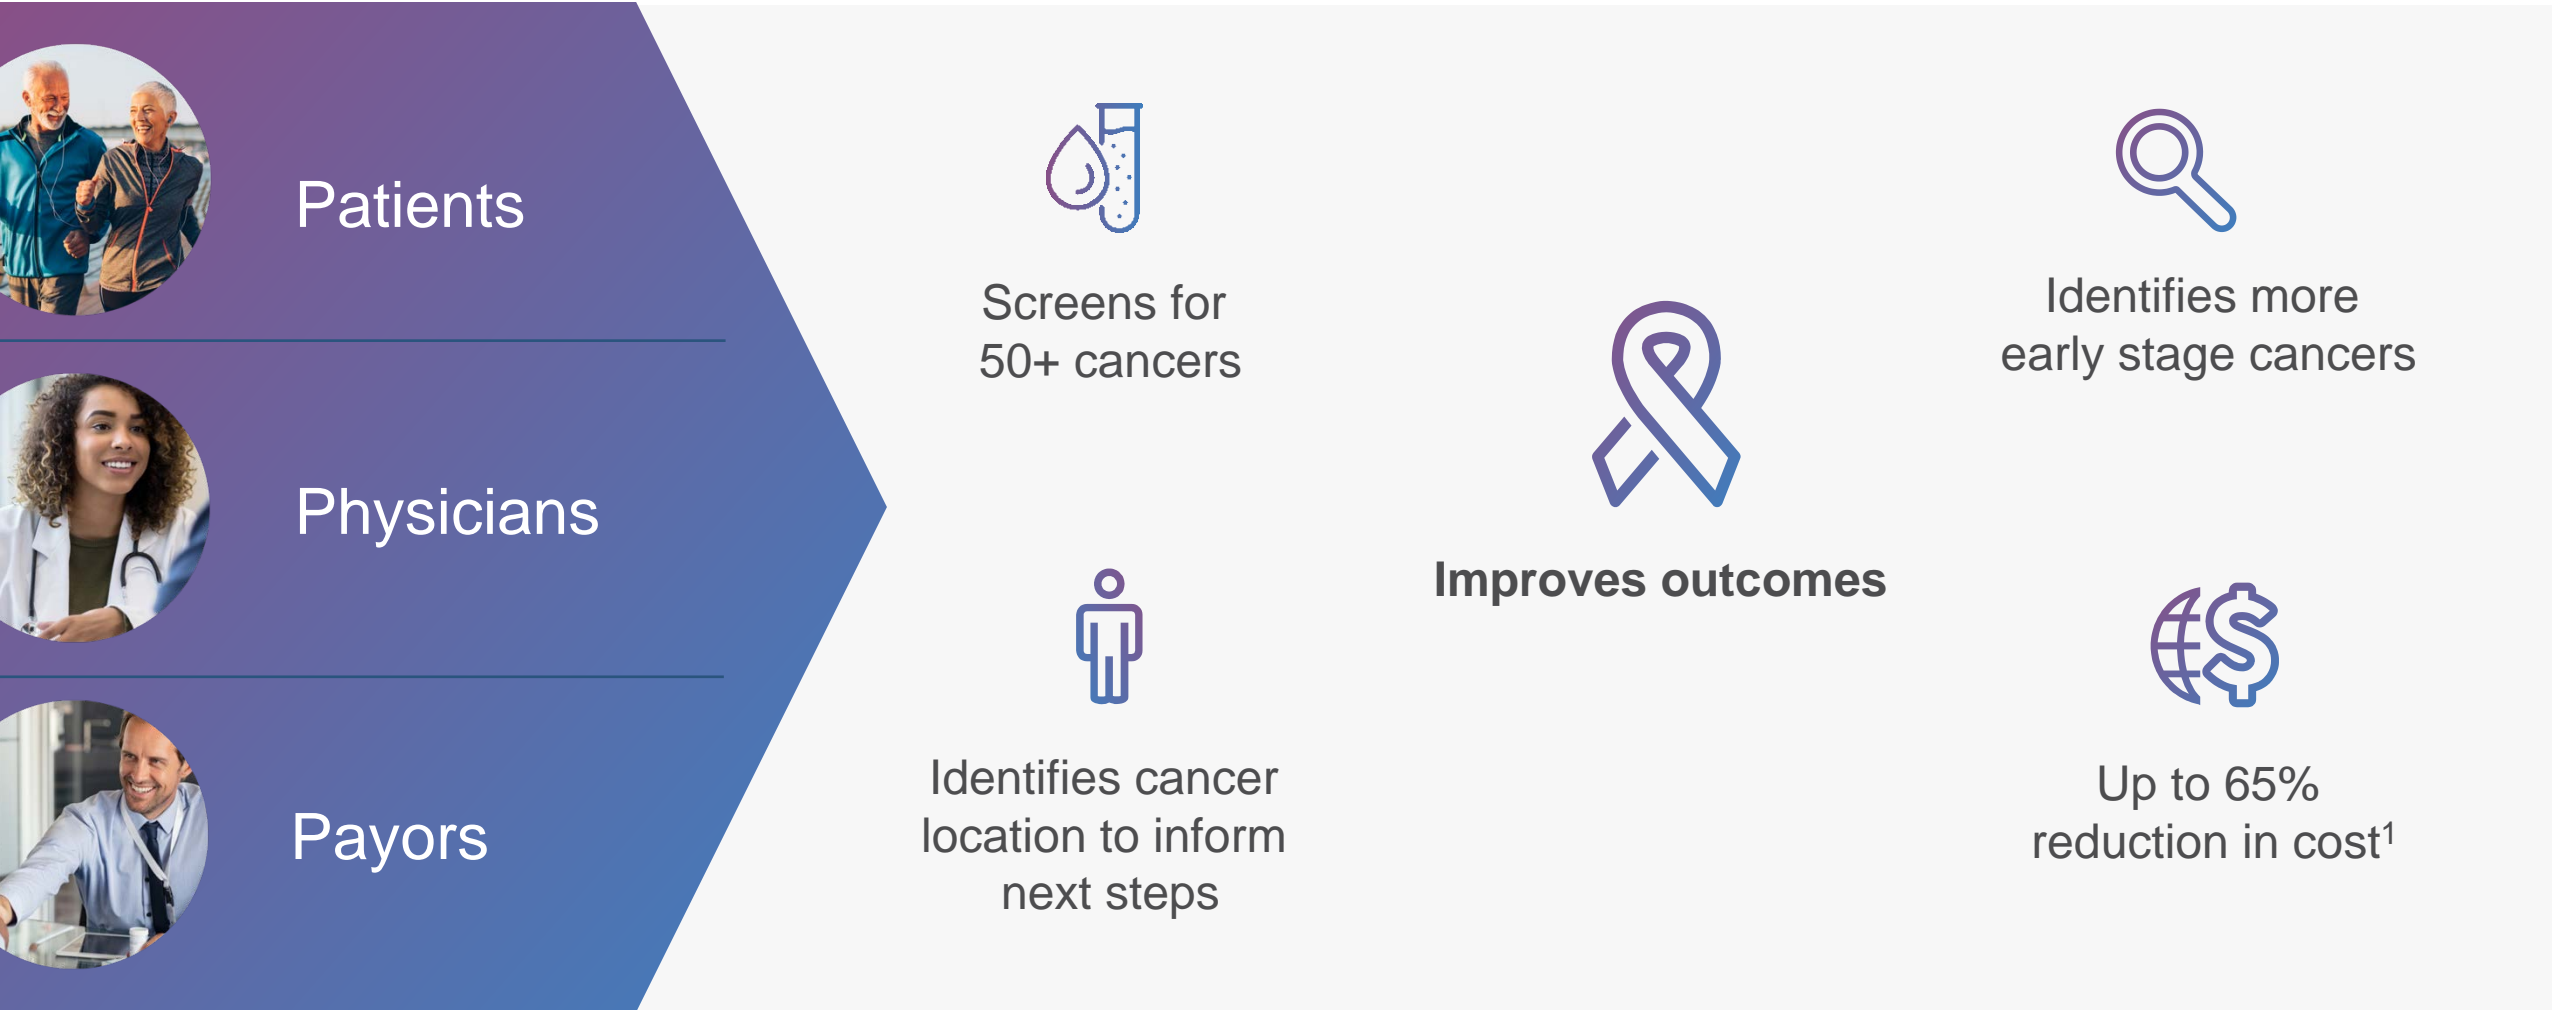 Patients
Physicians
Payors
Screens for
50+ cancers
Identifies cancer
location to inform
next steps
Improves outcomes
Identifies more
early stage cancers
Up to 65%
reduction in cost¹